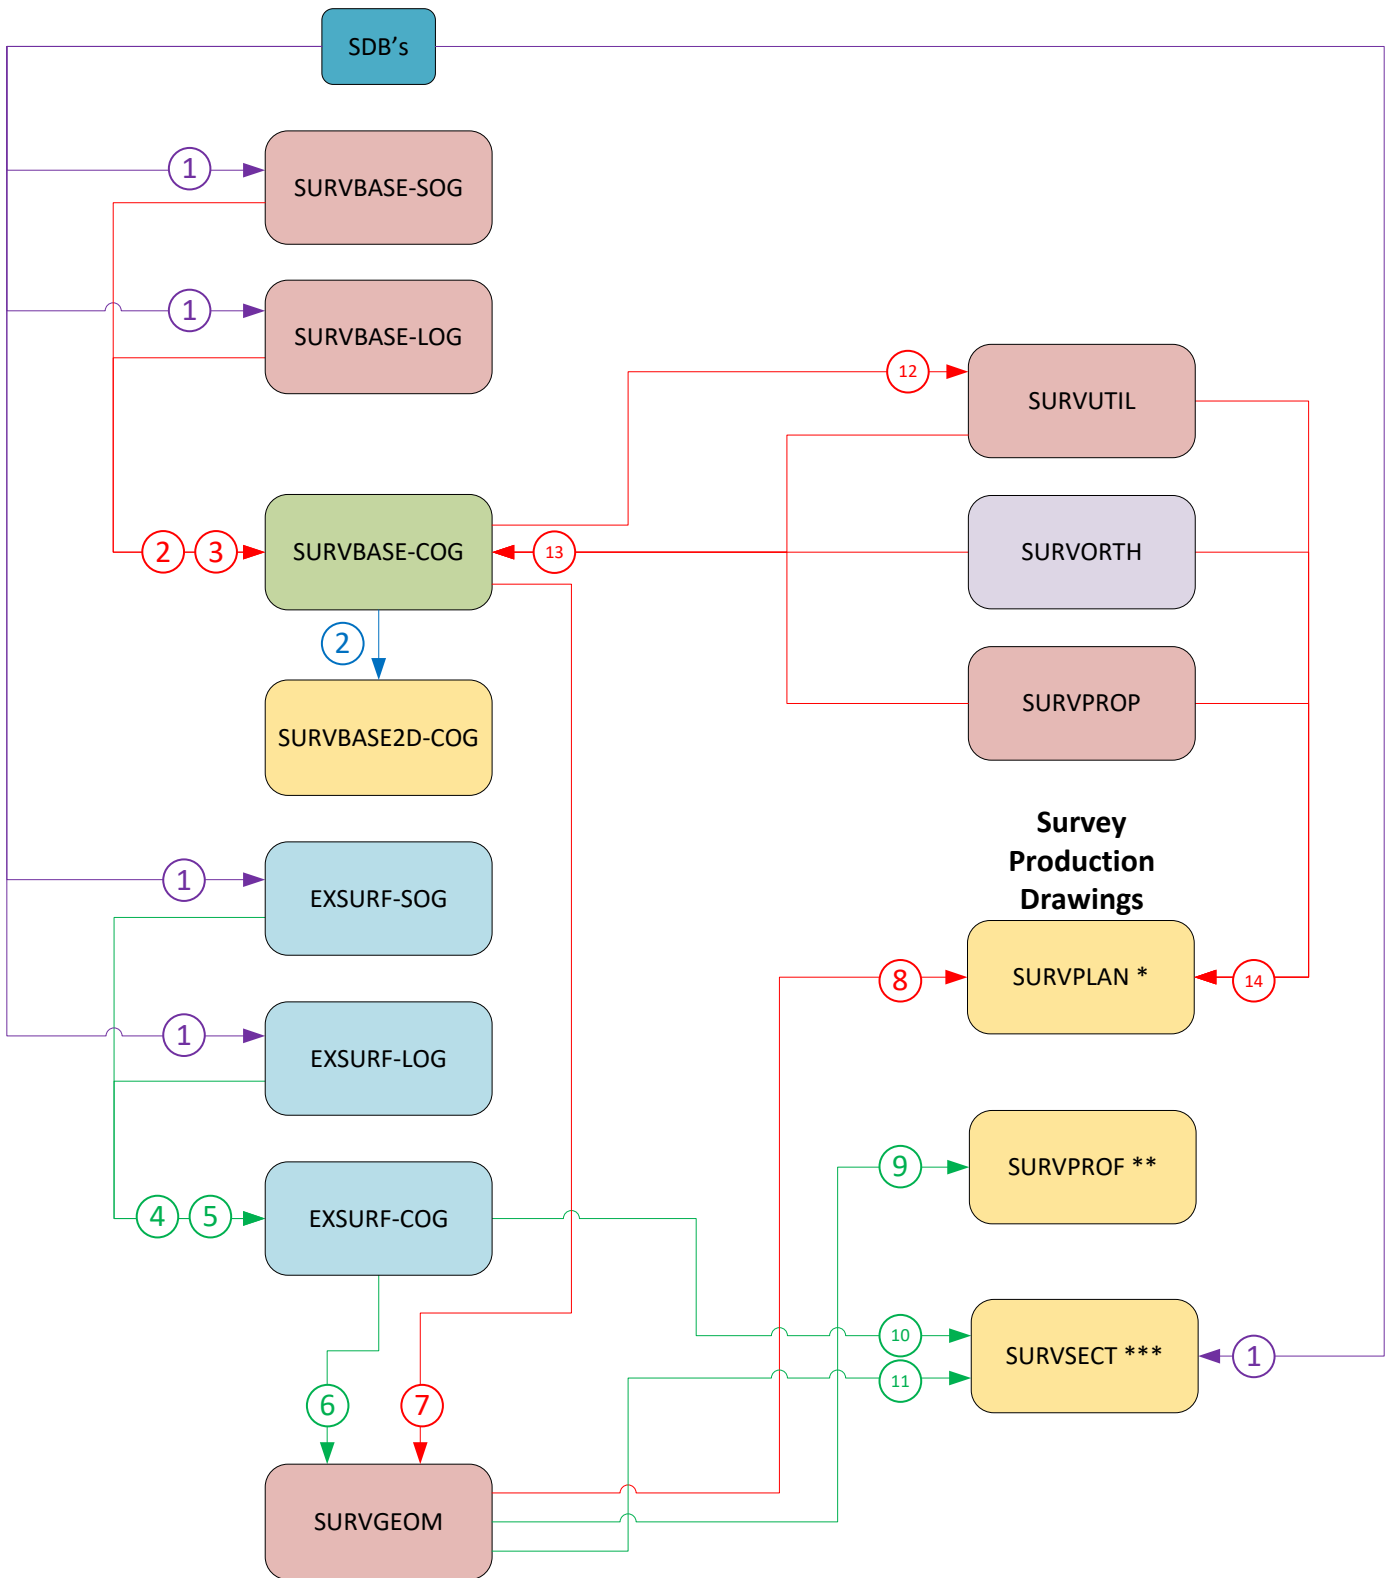 SDB's
1
SURVBASE-SOG
1
SURVBASE-LOG
12
SURVUTIL
2
3
SURVBASE-COG
13
SURVORTH
2
SURVBASE2D-COG
SURVPROP
Survey
Production
Drawings
1
EXSURF-SOG
8
SURVPLAN *
14
1
EXSURF-LOG
9
SURVPROF **
4
5
EXSURF-COG
10
11
SURVSECT ***
1
6
7
SURVGEOM